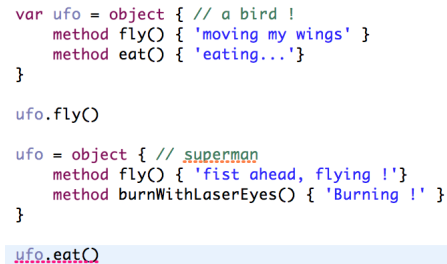 var ufo = object { // a bird !
    method fly() { 'moving my wings' }
    method eat() { 'eating...'}
}

ufo.fly()

ufo = object { // superman
    method fly() { 'fist ahead, flying !'}
    method burnWithLaserEyes() { 'Burning !' }
}

ufo.eat()